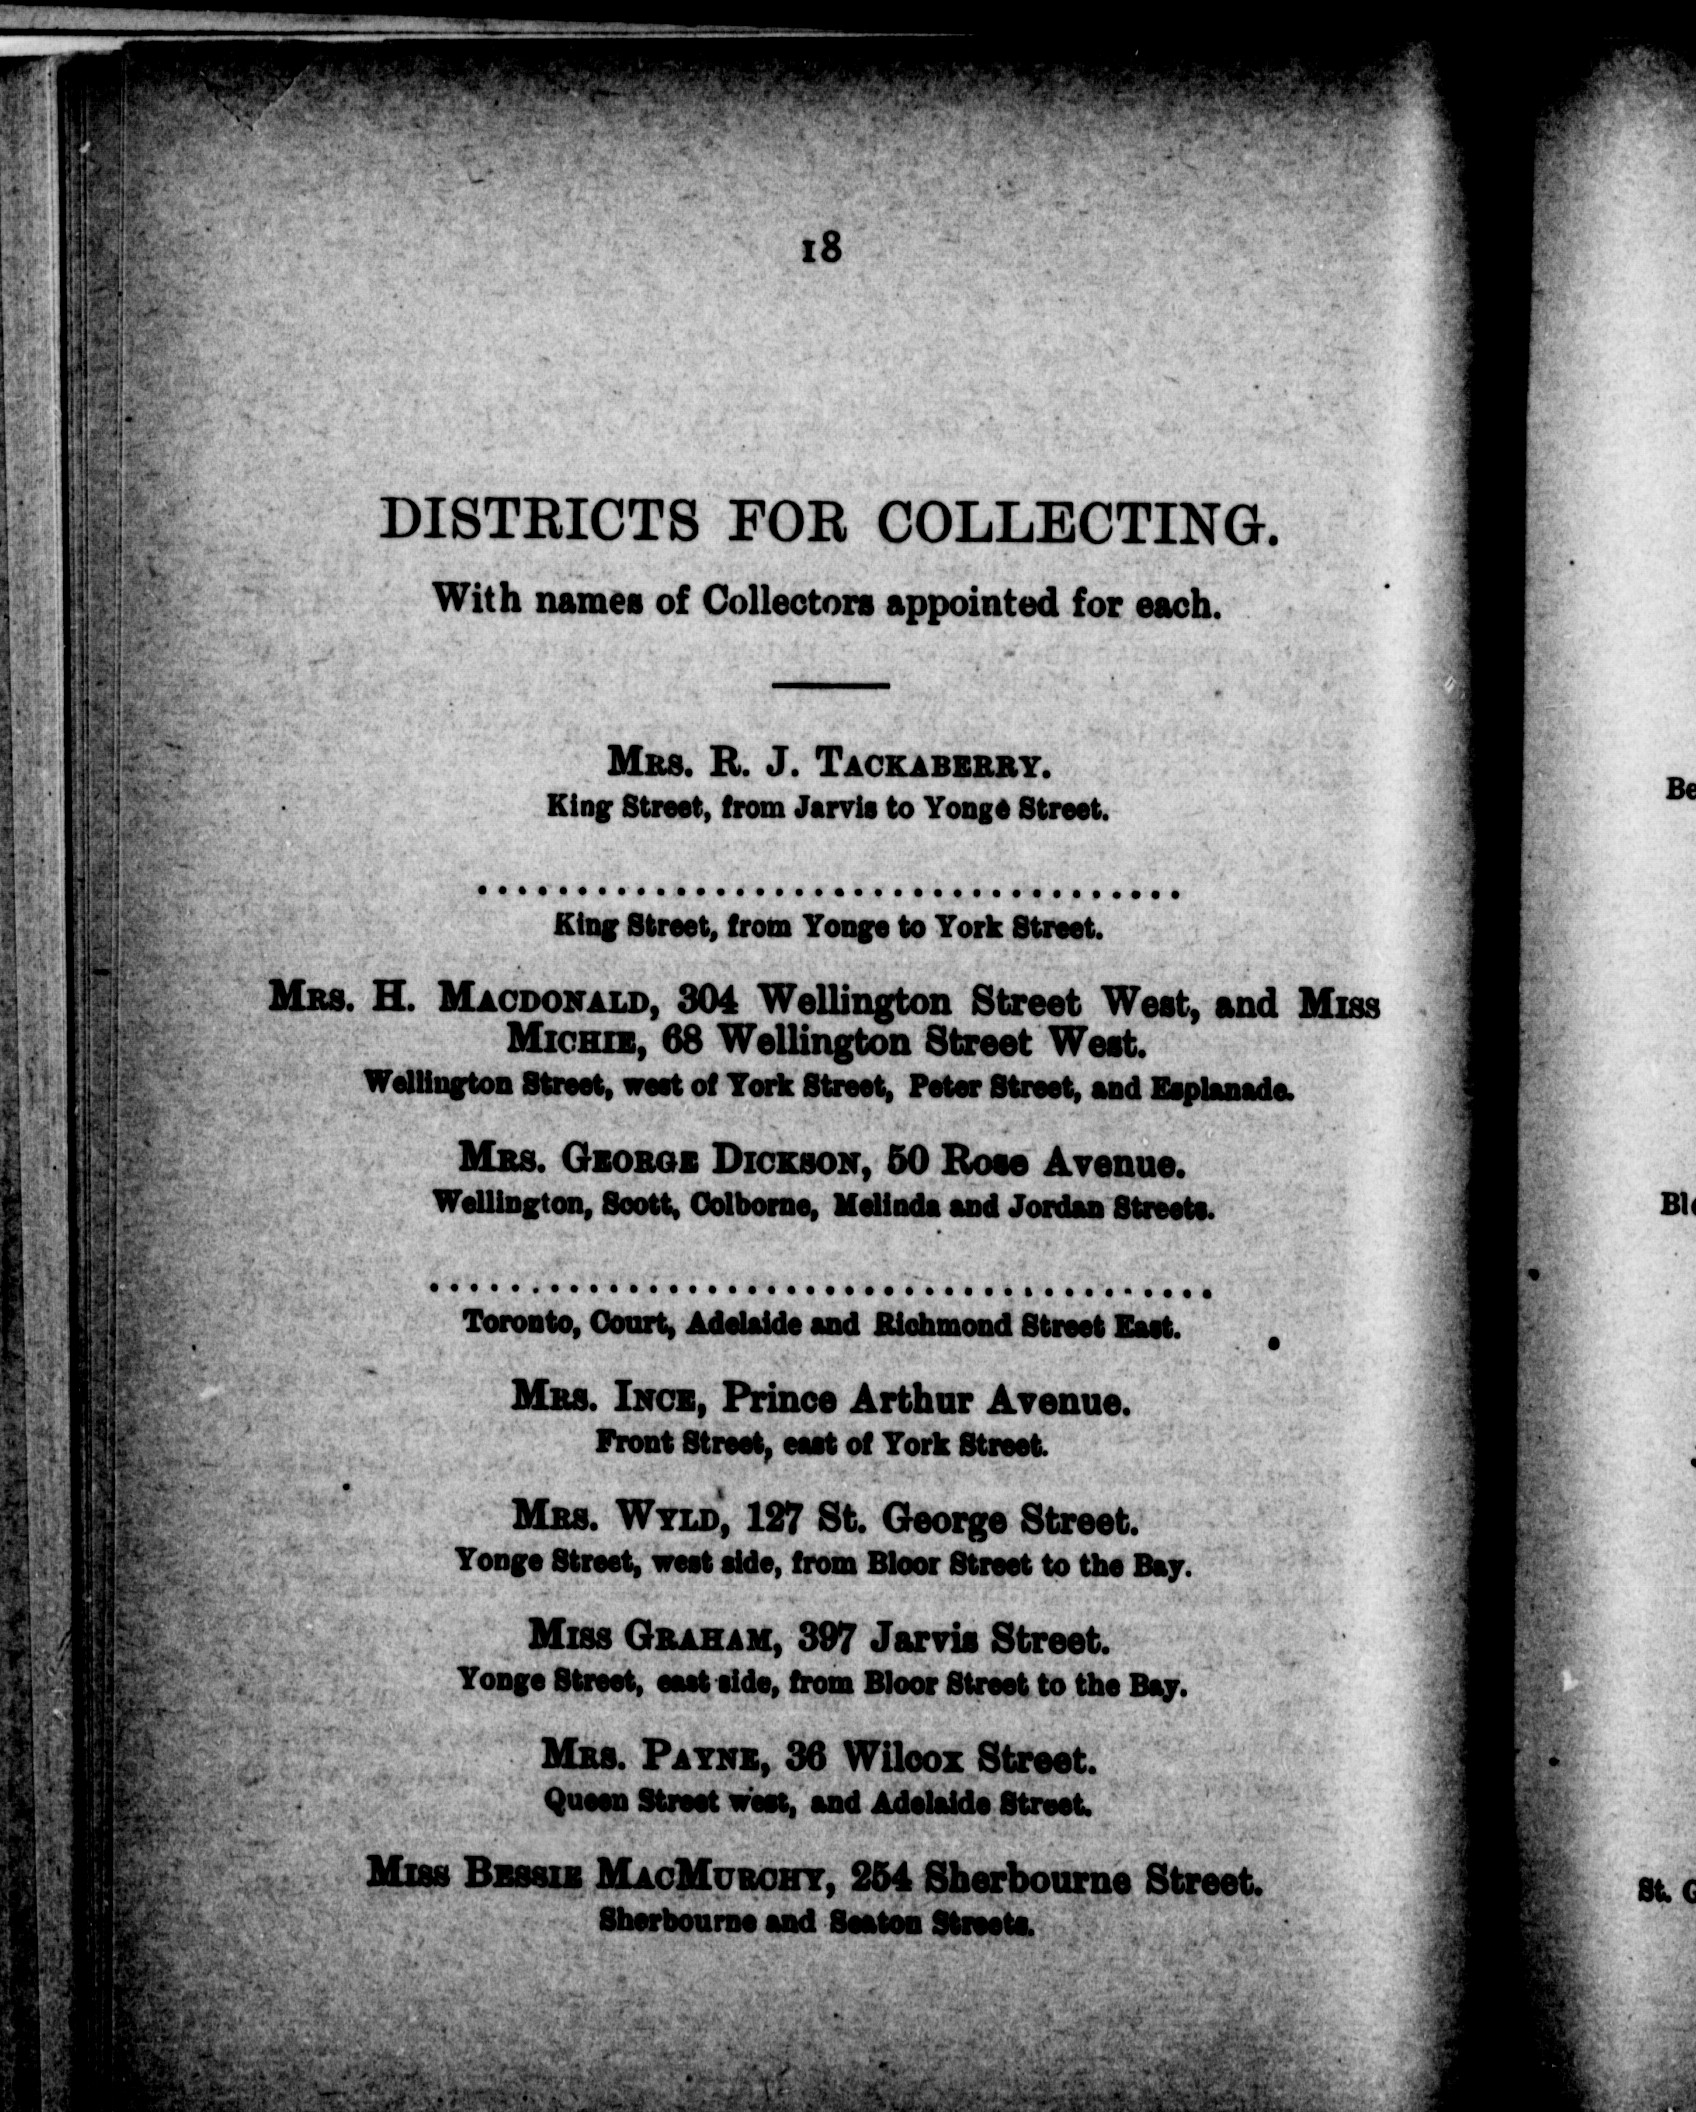 18
DISTRICTS FOR COLLECTING.
With names of Collectors appointed for each.
MRS. R. J. TACKABERRY.
King Street, from Jarvis to Yonge Street.
....................................
King Street, from Yonge to York Street.
MRS. H. MACDONALD, 304 Wellington Street West, and MISS
MICHIE, 68 Wellington Street West.
Wellington Street, west of York Street, Peter Street, and Esplanade.
MRS. GEORGE DICKSON, 50 Rose Avenue.
Wellington, Scott, Colborne, Melinda and Jordan Streets.
........................................
Toronto, Court, Adelaide and Richmond Street East.
MRS. INCE, Prince Arthur Avenue.
Front Street, east of York Street.
MRS. WYLD, 127 St. George Street.
Yonge Street, west side, from Bloor Street to the Bay.
MISS GRAHAM, 397 Jarvis Street.
Yonge Street, east side, from Bloor Street to the Bay.
MRS. PAYNE, 36 Wilcox Street.
Queen Street west, and Adelaide Street.
MISS BESSIE MACMURCHY, 254 Sherbourne Street.
Sherbourne and Seaton Streets.
Be
St.